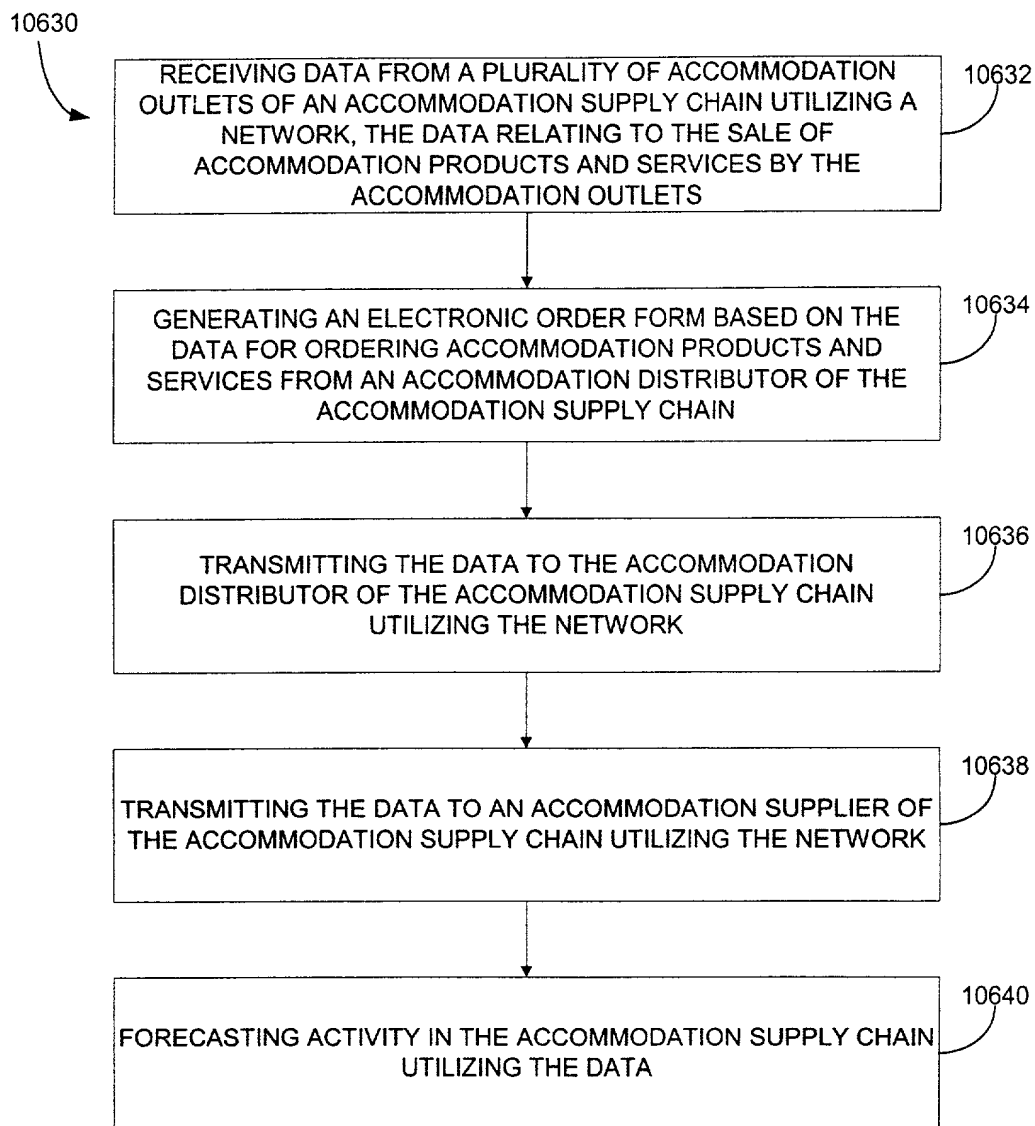 10630
RECEIVING DATA FROM A PLURALITY OF ACCOMMODATION
OUTLETS OF AN ACCOMMODATION SUPPLY CHAIN UTILIZING A
NETWORK, THE DATA RELATING TO THE SALE OF
ACCOMMODATION PRODUCTS AND SERVICES BY THE
ACCOMMODATION OUTLETS
10632
GENERATING AN ELECTRONIC ORDER FORM BASED ON THE
DATA FOR ORDERING ACCOMMODATION PRODUCTS AND
SERVICES FROM AN ACCOMMODATION DISTRIBUTOR OF THE
ACCOMMODATION SUPPLY CHAIN
10634
TRANSMITTING THE DATA TO THE ACCOMMODATION
DISTRIBUTOR OF THE ACCOMMODATION SUPPLY CHAIN
UTILIZING THE NETWORK
10636
TRANSMITTING THE DATA TO AN ACCOMMODATION SUPPLIER OF
THE ACCOMMODATION SUPPLY CHAIN UTILIZING THE NETWORK
10638
FORECASTING ACTIVITY IN THE ACCOMMODATION SUPPLY CHAIN
UTILIZING THE DATA
10640